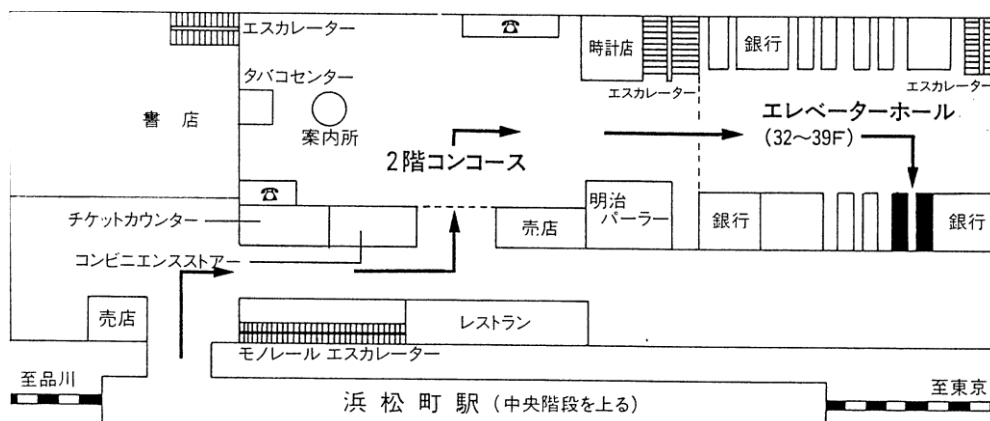 エスカレーター
☎
時計店
銀行
エスカレーター
エスカレーター
タバコセンター
書店
案内所
エレベーターホール
(32〜39F)
2階コンコース
☎
明治
パーラー
売店
銀行
銀行
チケットカウンター
コンビニエンスストアー
売店
レストラン
モノレール エスカレーター
至品川
至東京
浜松町駅(中央階段を上る)